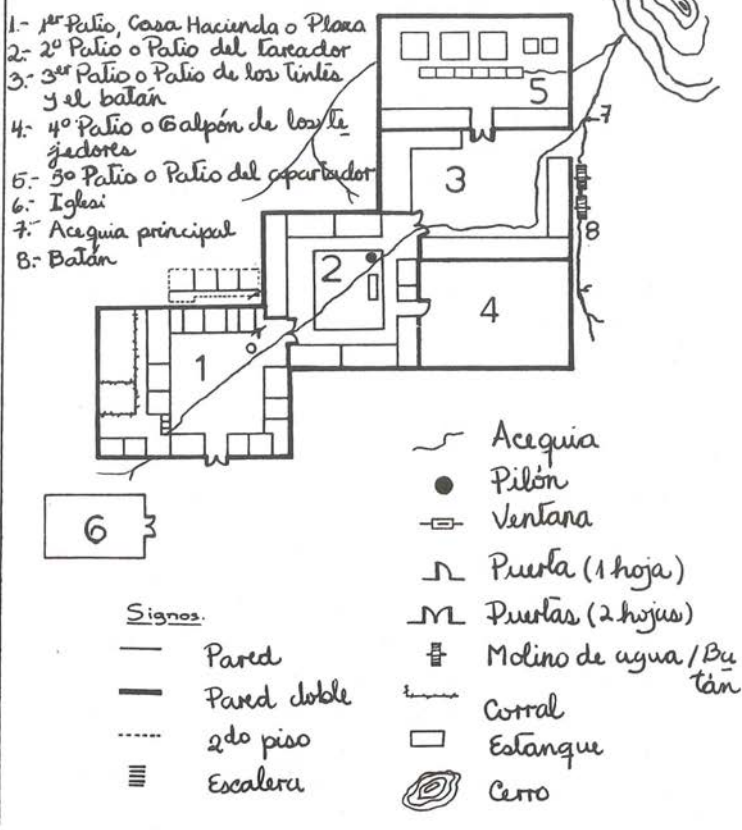 1.- 1er Patio, Casa Hacienda o Plaza
2.- 2º Patio o Patio del Tareador
3.- 3er Patio o Patio de los Tintes
y el batán
4.- 4º Patio o Galpón de los te
jedores
5.- 5º Patio o Patio del apartador
6.- Iglesi
7.- Acequia principal
8.- Batán
5
7
3
8
2
4
1
6
Acequia
Pilón
Ventana
Puerta (1 hoja)
Puertas (2 hojas)
Molino de agua / Ba
tán
Corral
Estanque
Cerro
Signos.
Pared
Pared doble
2do piso
Escalera